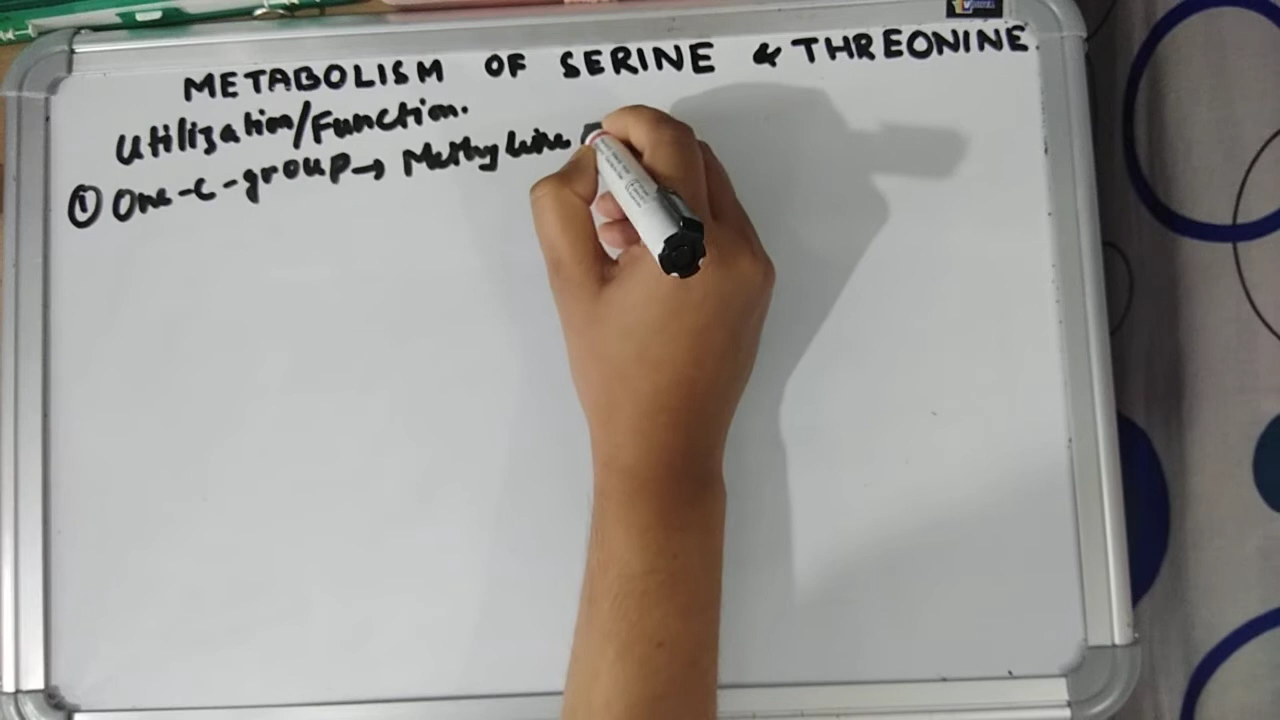 METABOLISM OF SERINE & THREONINE.
Utilization/Function.
① One-C-group → Methylene